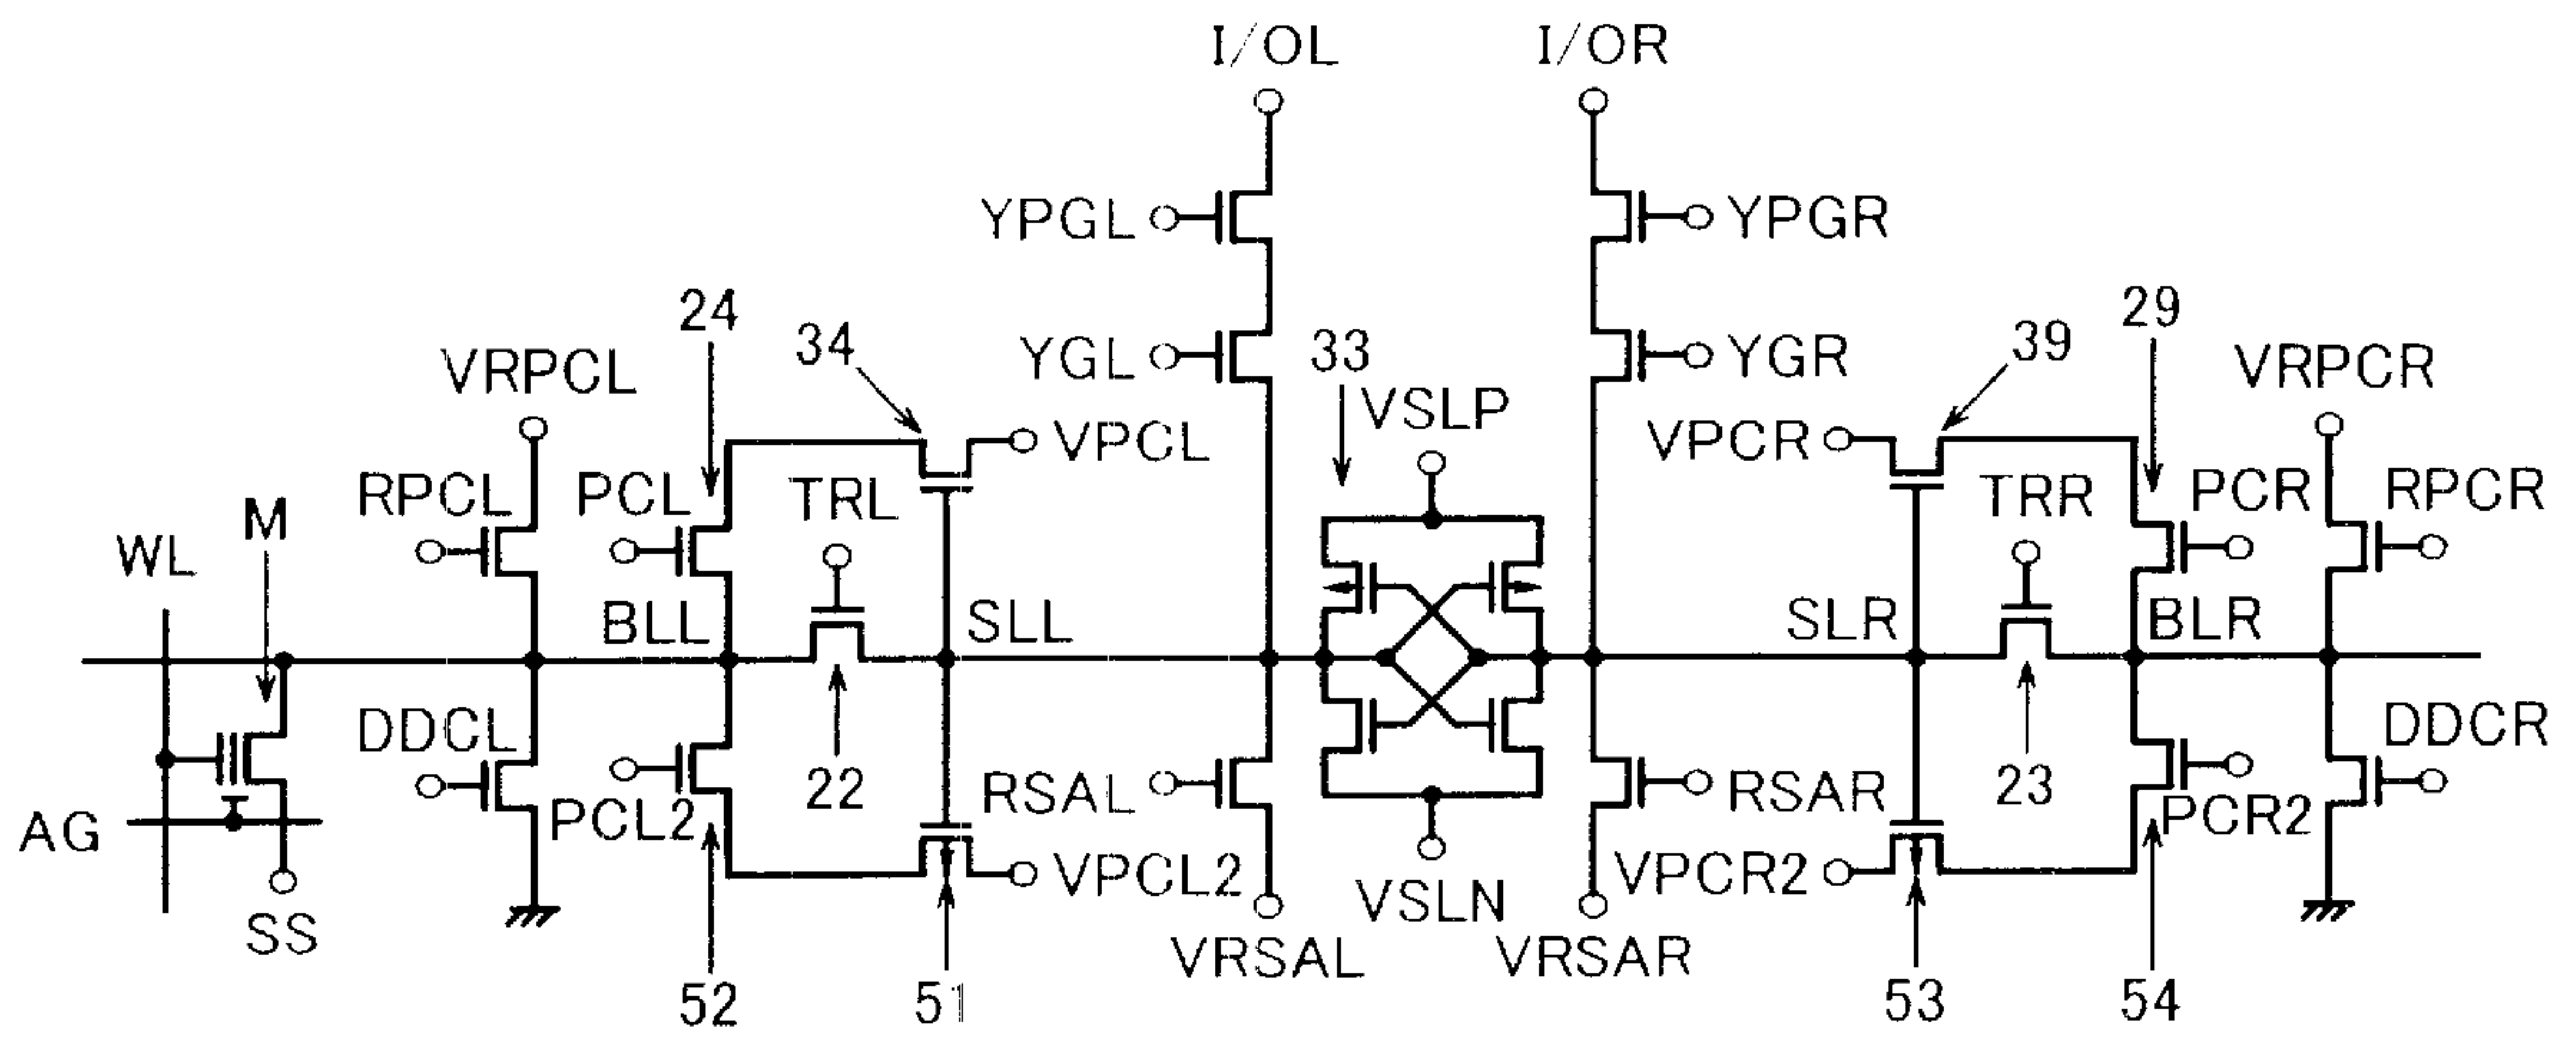 I/OL I/OR
YPGL YPGR
24 34 YGL 33 YGR 39 29
VRPCL VPCL VSLP VPCR VRPCR
RPCL PCL TRL TRR PCR RPCR
WL M
BLL SLL SLR BLR
DDCL 22 RSAL RSAR 23 DDCR
AG PCL2 PCR2
SS VPCL2 VSLN VPCR2
VRSAL VRSAR
52 51 53 54